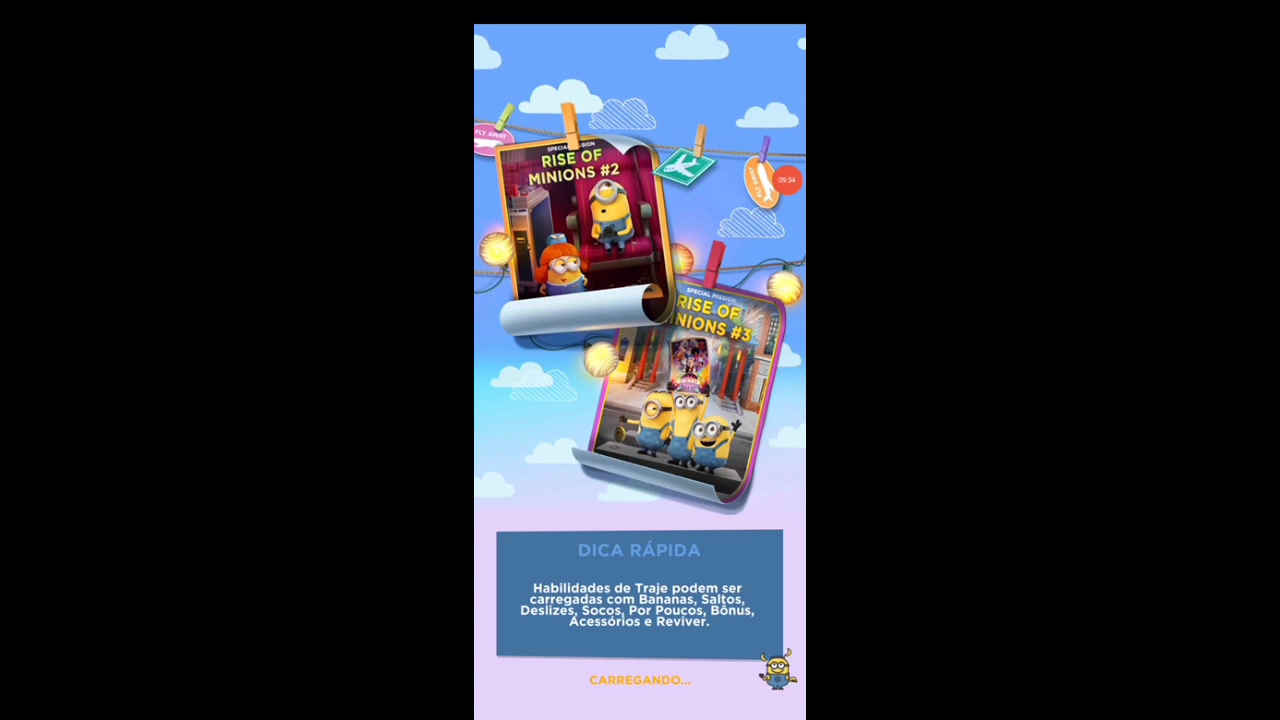 FLY AWAY
SPECIAL MISSION
RISE OF
MINIONS #2
09:34
SPECIAL MISSION
RISE OF
MINIONS #3
DICA RÁPIDA
Habilidades de Traje podem ser
carregadas com Bananas, Saltos,
Deslizes, Socos, Por Poucos, Bônus,
Acessórios e Reviver.
CARREGANDO...